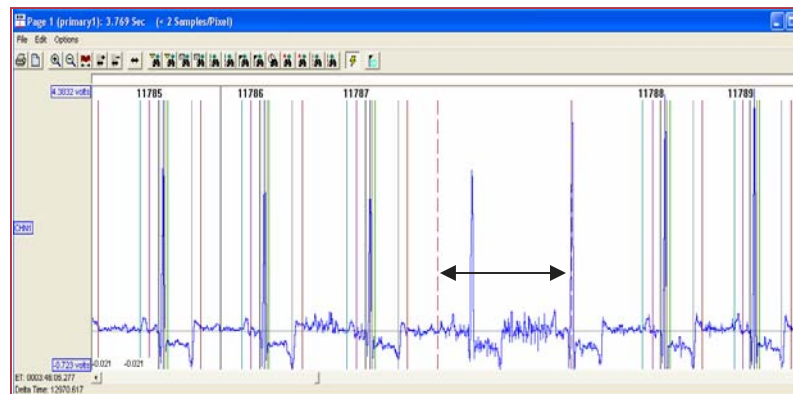 Page 1 (primary1): 3.769 Sec (< 2 Samples/Pixel)
File Edit Options
4.3832 volts
11785 11786 11787 11788 11789
CHN1
-0.723 volts -0.021 -0.021
ET: 0003:46:05.277
Delta Time: 12970.617